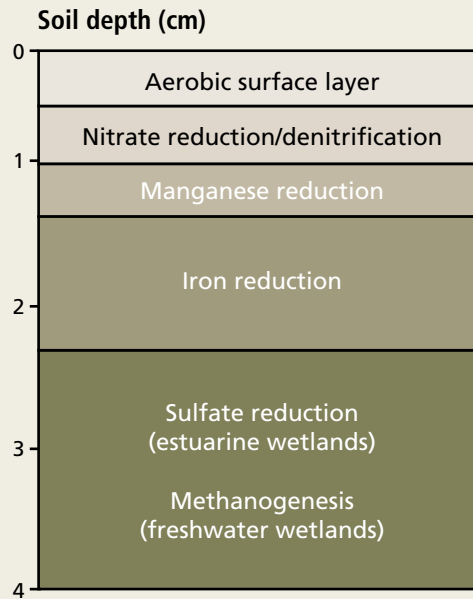 Soil depth (cm)
0
Aerobic surface layer
Nitrate reduction/denitrification
1
Manganese reduction
Iron reduction
2
Sulfate reduction
(estuarine wetlands)
3
Methanogenesis
(freshwater wetlands)
4